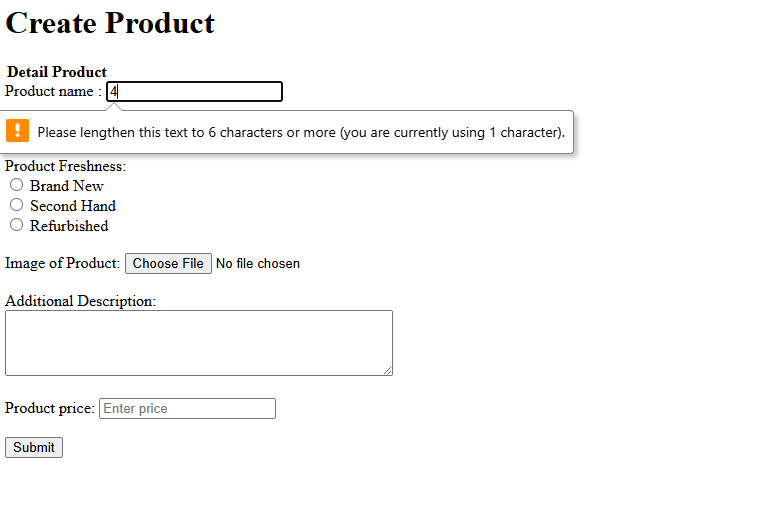 Create Product
Detail Product
Product name : 4
! Please lengthen this text to 6 characters or more (you are currently using 1 character).
Product Freshness:
Brand New
Second Hand
Refurbished
Image of Product: Choose File No file chosen
Additional Description:
Product price: Enter price
Submit